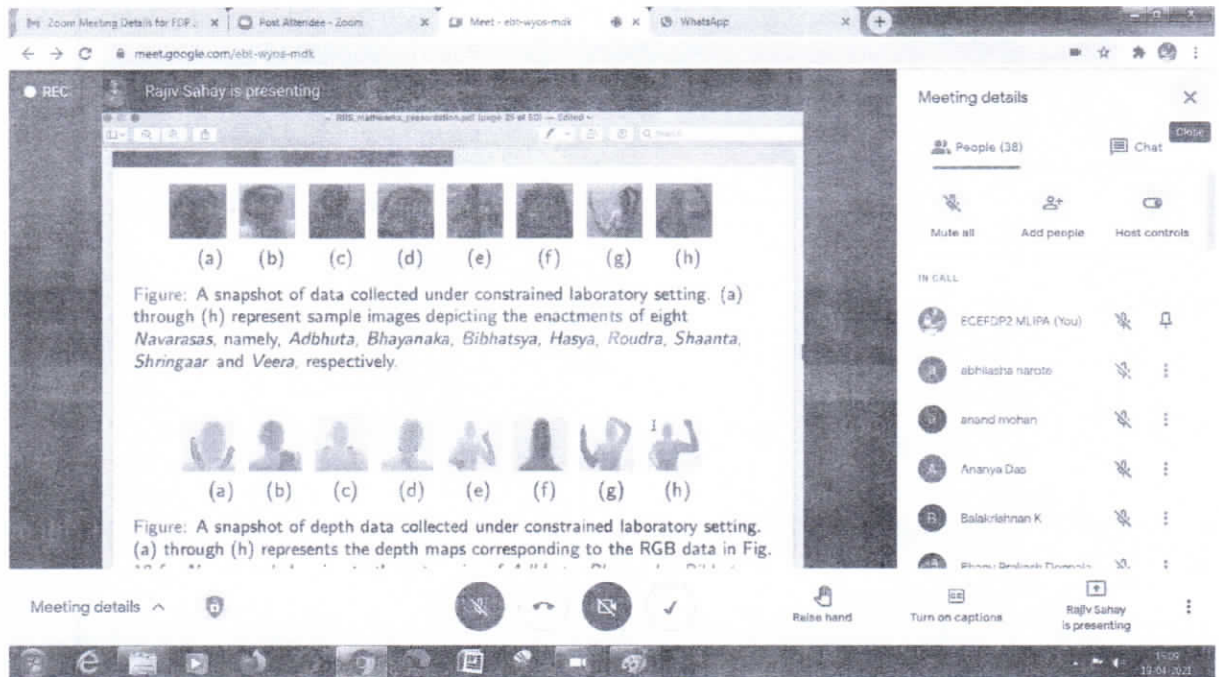 Zoom Meeting Details for FDP
Post Attendee - Zoom
Meet - ebt-wyos-mdk
WhatsApp
meet.google.com/ebt-wyos-mdk
REC
Rajiv Sahay is presenting
(a) (b) (c) (d) (e) (f) (g) (h)
Figure: A snapshot of data collected under constrained laboratory setting. (a)
through (h) represent sample images depicting the enactments of eight
Navarasas, namely, Adbhuta, Bhayanaka, Bibhatsya, Hasya, Roudra, Shaanta,
Shringaar and Veera, respectively.
(a) (b) (c) (d) (e) (f) (g) (h)
Figure: A snapshot of depth data collected under constrained laboratory setting.
(a) through (h) represents the depth maps corresponding to the RGB data in Fig.
Meeting details
Close
People (38)
Chat
Mute all
Add people
Host controls
IN CALL
ECEFDP2 MLIPA (You)
a abhilasha narote
a anand mohan
A Ananya Das
B Balakrishnan K
Meeting details
Raise hand
Turn on captions
Rajiv Sahay
is presenting
15:09
19-04-2021